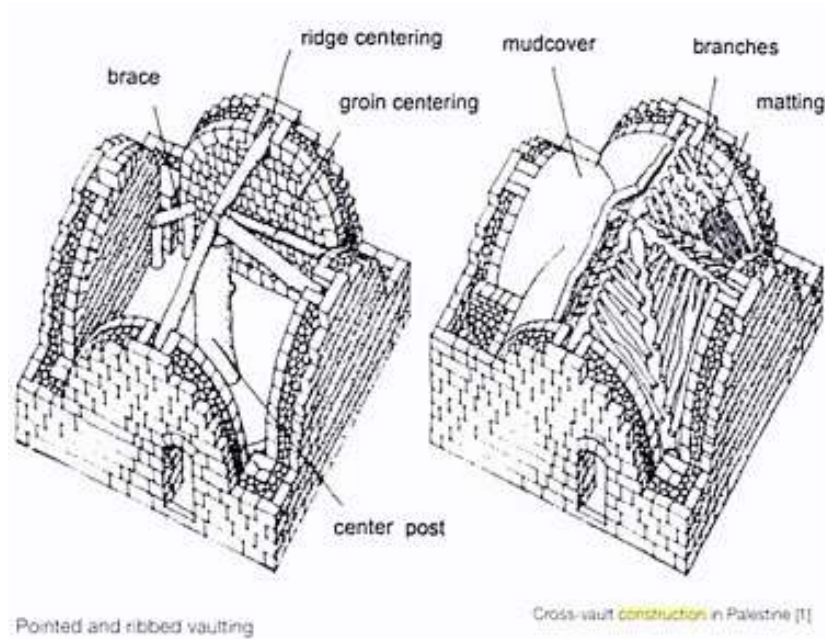 ridge centering
brace
groin centering
center post
mudcover
branches
matting
Pointed and ribbed vaulting
Cross-vault construction in Palestine [1]